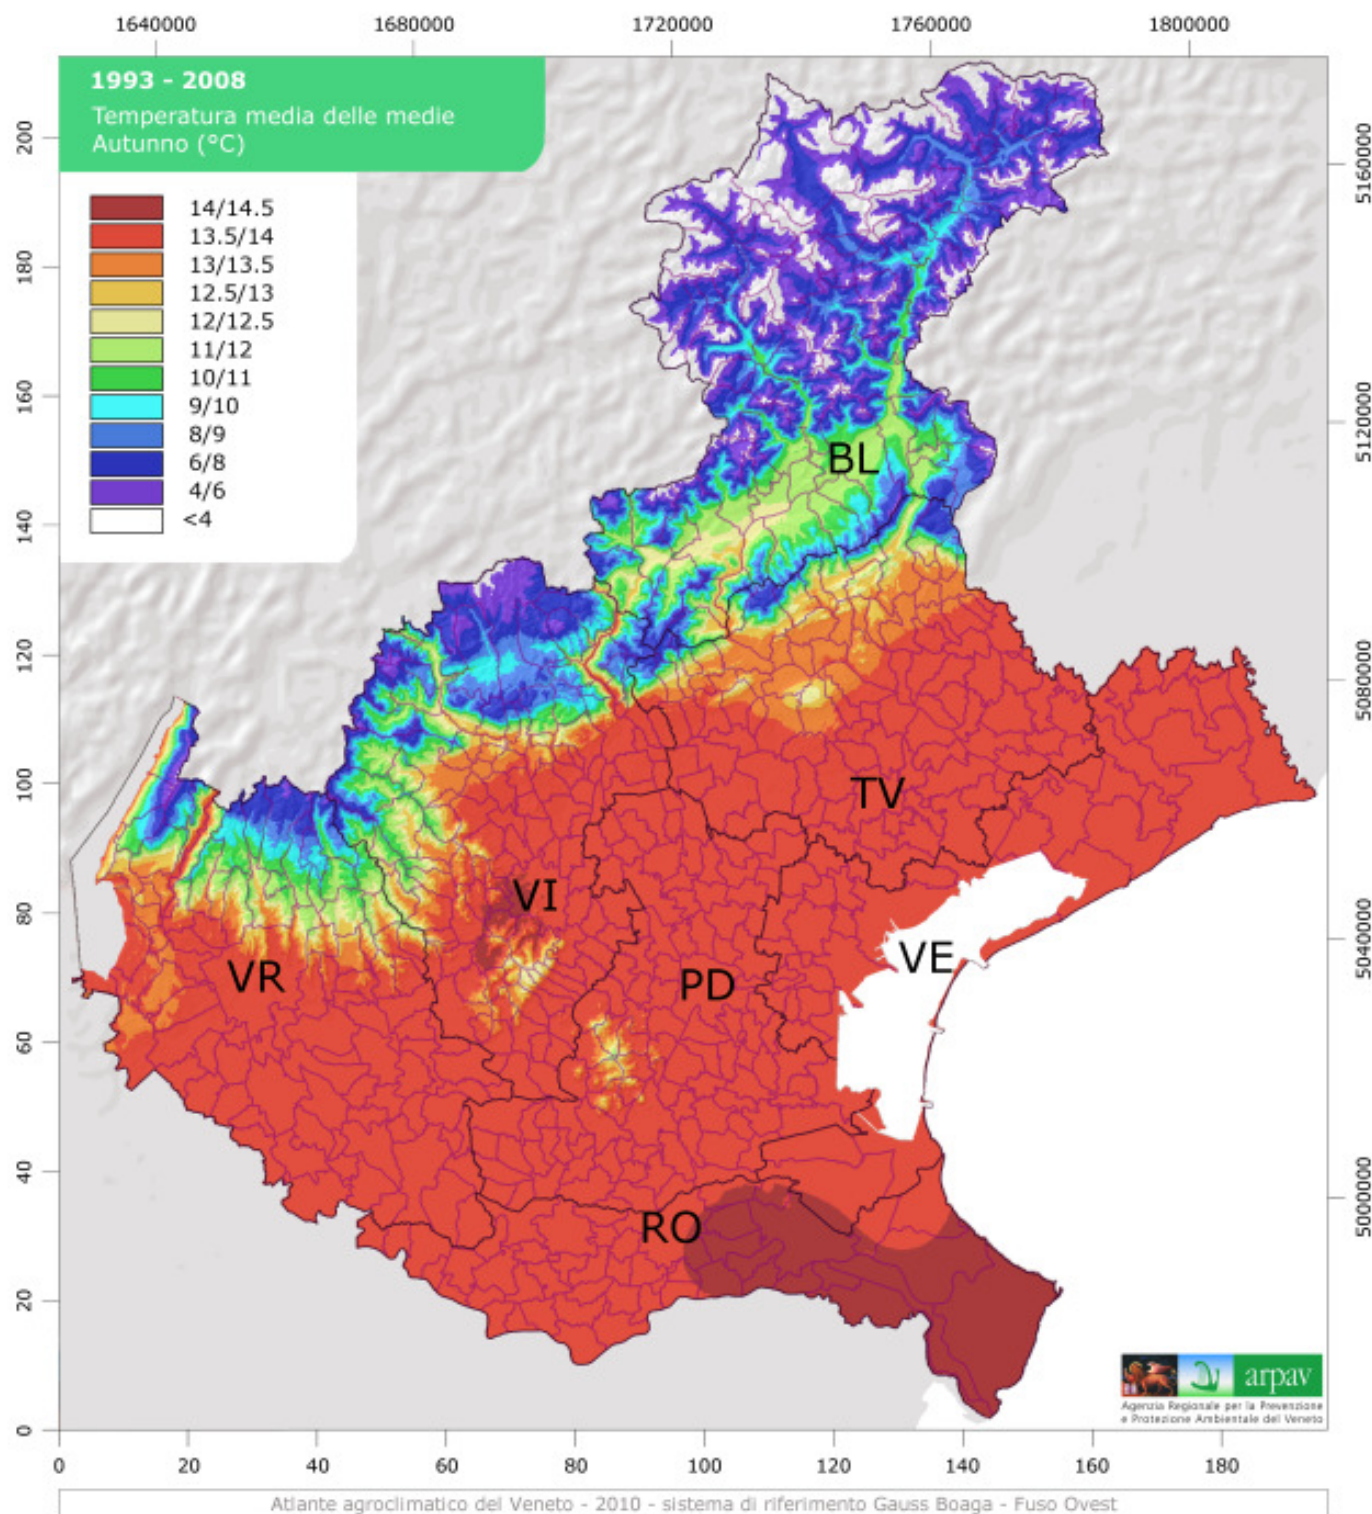 1640000 1680000 1720000 1760000 1800000
1993 - 2008
Temperatura media delle medie
Autunno (°C)
14/14.5
13.5/14
13/13.5
12.5/13
12/12.5
11/12
10/11
9/10
8/9
6/8
4/6
<4
200
180
160
140
120
100
80
60
40
20
0
5160000
5120000
5080000
5040000
5000000
BL
TV
VI
VE
VR
PD
RO
arpav
Agenzia Regionale per la Prevenzione
e Protezione Ambientale del Veneto
0 20 40 60 80 100 120 140 160 180
Atlante agroclimatico del Veneto - 2010 - sistema di riferimento Gauss Boaga - Fuso Ovest